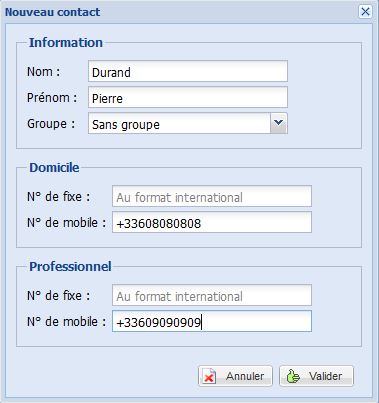 Nouveau contact
Information
Nom : Durand
Prénom : Pierre
Groupe : Sans groupe
Domicile
N° de fixe : Au format international
N° de mobile : +33608080808
Professionnel
N° de fixe : Au format international
N° de mobile : +33609090909
Annuler Valider